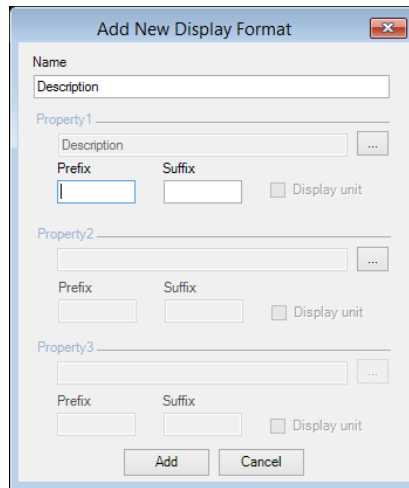 Add New Display Format
Name
Description
Property1
Description ...
Prefix Suffix
Display unit
Property2
...
Prefix Suffix
Display unit
Property3
...
Prefix Suffix
Display unit
Add Cancel